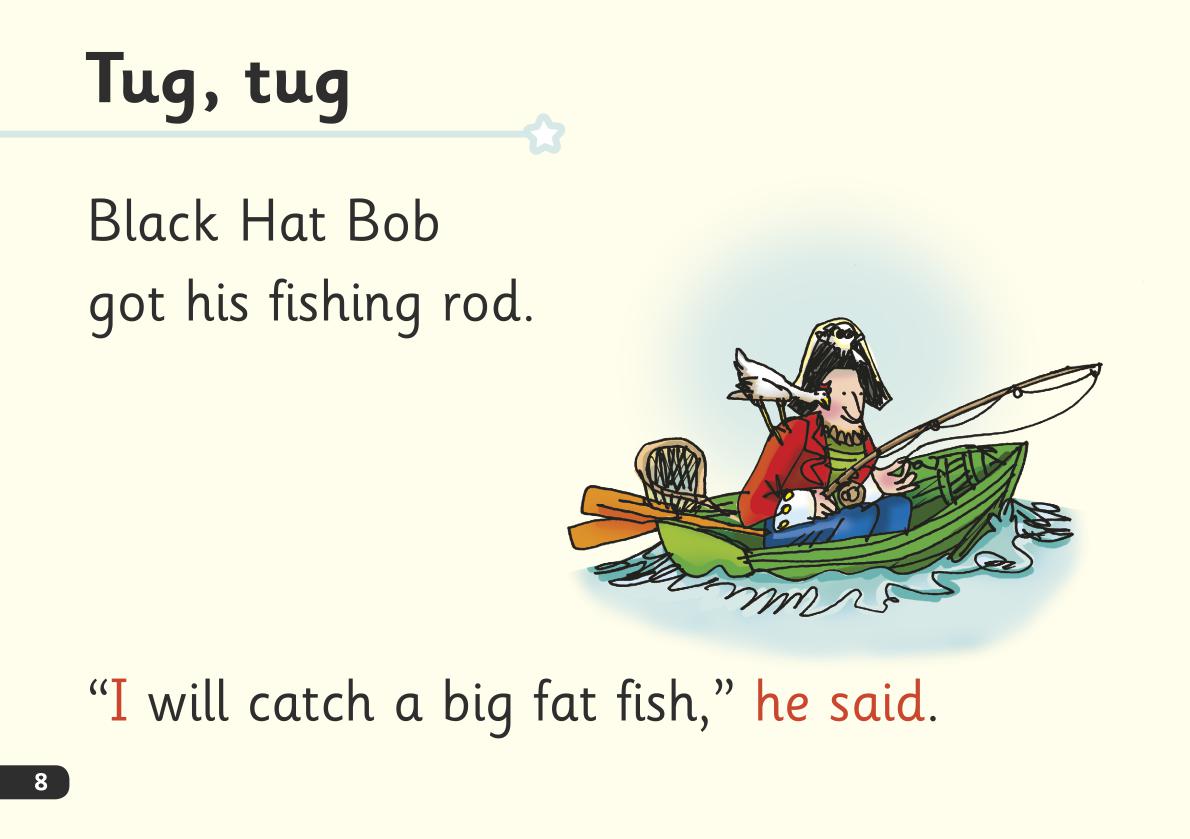 Tug, tug
Black Hat Bob
got his fishing rod.
“I will catch a big fat fish,” he said.
8